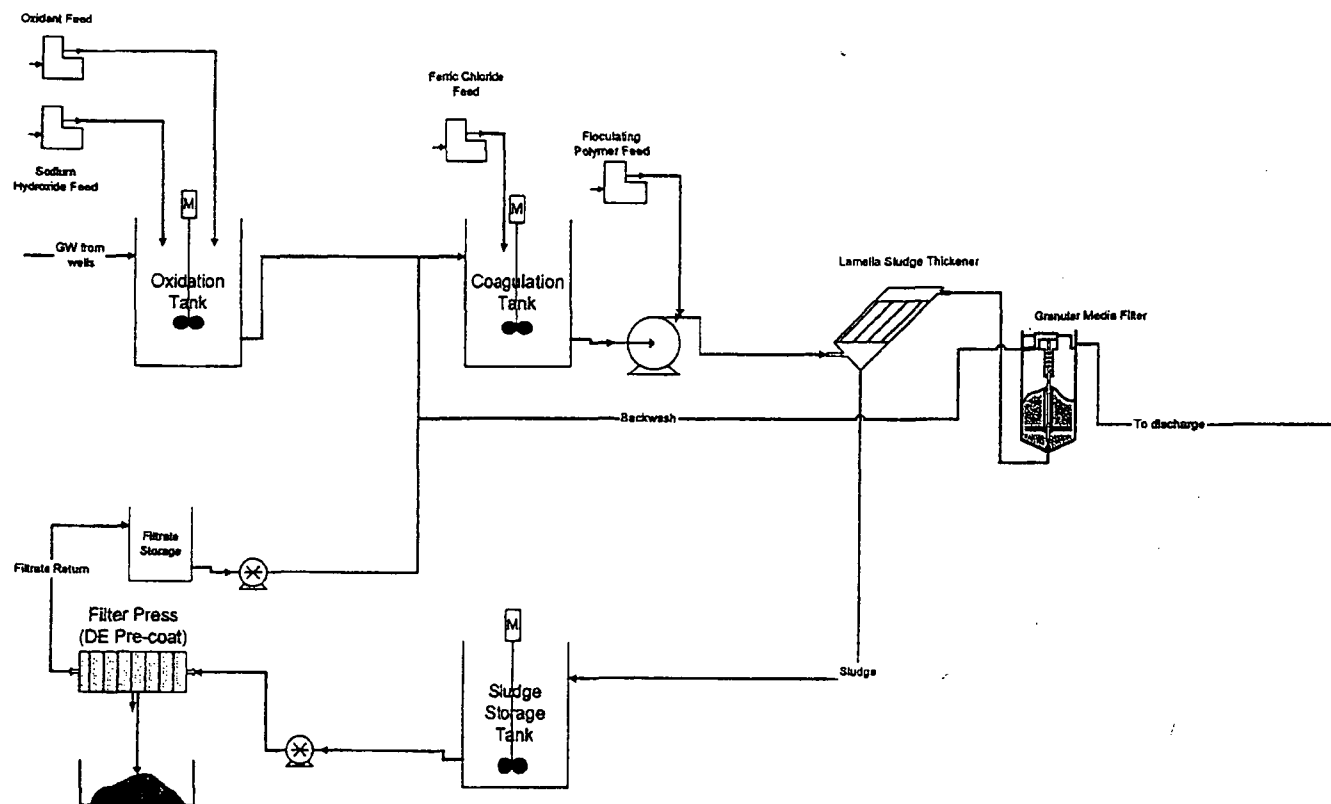 Oxidant Feed
Sodium
Hydroxide Feed
M
GW from
wells
Oxidation
Tank
Ferric Chloride
Feed
M
Coagulation
Tank
Floculating
Polymer Feed
Lamella Sludge Thickener
Granular Media Filter
Backwash
To discharge
Filtrate
Storage
Filtrate Return
Filter Press
(DE Pre-coat)
M
Sludge
Storage
Tank
Sludge